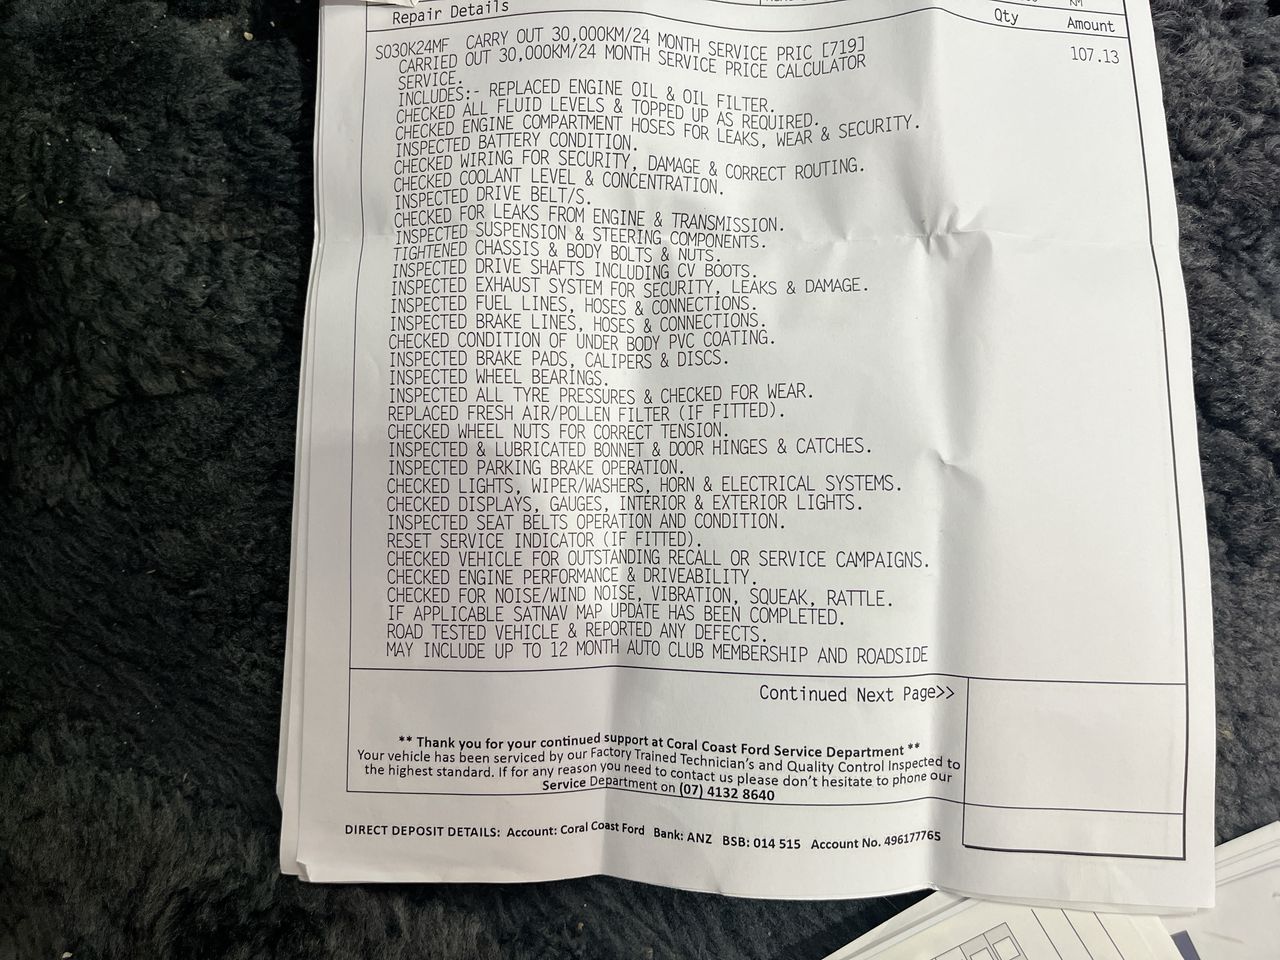 Repair Details
KM
Qty
Amount
S030K24MF CARRY OUT 30,000KM/24 MONTH SERVICE PRIC [719]
107.13
CARRIED OUT 30,000KM/24 MONTH SERVICE PRICE CALCULATOR
SERVICE.
INCLUDES:- REPLACED ENGINE OIL & OIL FILTER.
CHECKED ALL FLUID LEVELS & TOPPED UP AS REQUIRED.
CHECKED ENGINE COMPARTMENT HOSES FOR LEAKS, WEAR & SECURITY.
INSPECTED BATTERY CONDITION.
CHECKED WIRING FOR SECURITY, DAMAGE & CORRECT ROUTING.
CHECKED COOLANT LEVEL & CONCENTRATION.
INSPECTED DRIVE BELT/S.
CHECKED FOR LEAKS FROM ENGINE & TRANSMISSION.
INSPECTED SUSPENSION & STEERING COMPONENTS.
TIGHTENED CHASSIS & BODY BOLTS & NUTS.
INSPECTED DRIVE SHAFTS INCLUDING CV BOOTS.
INSPECTED EXHAUST SYSTEM FOR SECURITY, LEAKS & DAMAGE.
INSPECTED FUEL LINES, HOSES & CONNECTIONS.
INSPECTED BRAKE LINES, HOSES & CONNECTIONS.
CHECKED CONDITION OF UNDER BODY PVC COATING.
INSPECTED BRAKE PADS, CALIPERS & DISCS.
INSPECTED WHEEL BEARINGS.
INSPECTED ALL TYRE PRESSURES & CHECKED FOR WEAR.
REPLACED FRESH AIR/POLLEN FILTER (IF FITTED).
CHECKED WHEEL NUTS FOR CORRECT TENSION.
INSPECTED & LUBRICATED BONNET & DOOR HINGES & CATCHES.
INSPECTED PARKING BRAKE OPERATION.
CHECKED LIGHTS, WIPER/WASHERS, HORN & ELECTRICAL SYSTEMS.
CHECKED DISPLAYS, GAUGES, INTERIOR & EXTERIOR LIGHTS.
INSPECTED SEAT BELTS OPERATION AND CONDITION.
RESET SERVICE INDICATOR (IF FITTED).
CHECKED VEHICLE FOR OUTSTANDING RECALL OR SERVICE CAMPAIGNS.
CHECKED ENGINE PERFORMANCE & DRIVEABILITY.
CHECKED FOR NOISE/WIND NOISE, VIBRATION, SQUEAK, RATTLE.
IF APPLICABLE SATNAV MAP UPDATE HAS BEEN COMPLETED.
ROAD TESTED VEHICLE & REPORTED ANY DEFECTS.
MAY INCLUDE UP TO 12 MONTH AUTO CLUB MEMBERSHIP AND ROADSIDE
Continued Next Page>>
** Thank you for your continued support at Coral Coast Ford Service Department **
Your vehicle has been serviced by our Factory Trained Technician's and Quality Control Inspected to
the highest standard. If for any reason you need to contact us please don't hesitate to phone our
Service Department on (07) 4132 8640
DIRECT DEPOSIT DETAILS: Account: Coral Coast Ford Bank: ANZ BSB: 014 515 Account No. 496177765